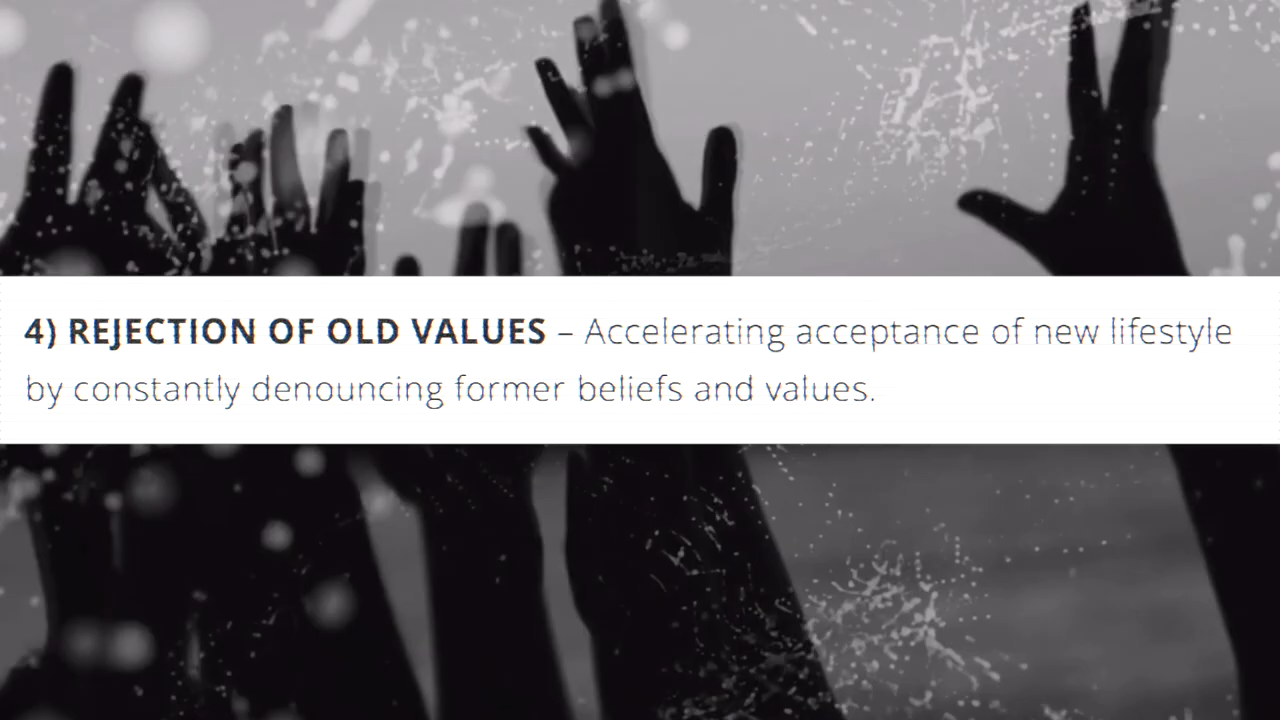 4) REJECTION OF OLD VALUES – Accelerating acceptance of new lifestyle
by constantly denouncing former beliefs and values.